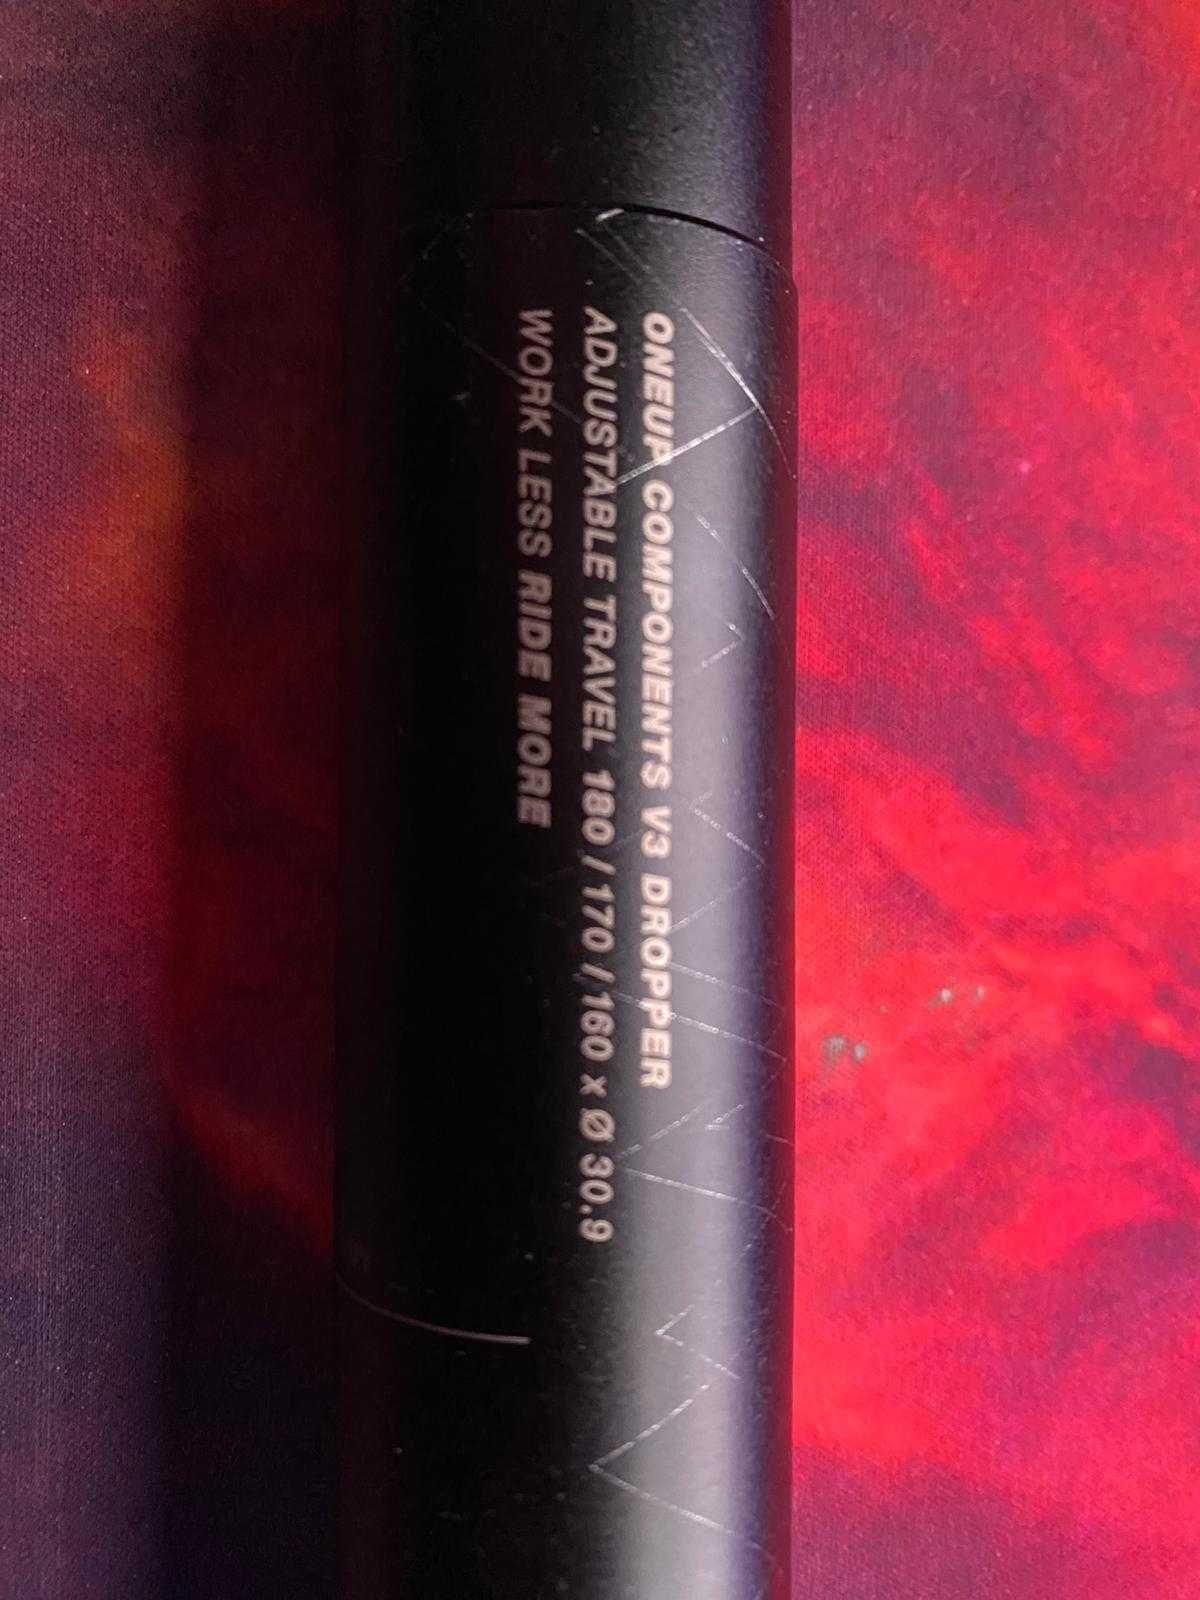 ONEUP COMPONENTS V3 DROPPER
ADJUSTABLE TRAVEL 180 / 170 / 160 x Ø 30.9
WORK LESS RIDE MORE